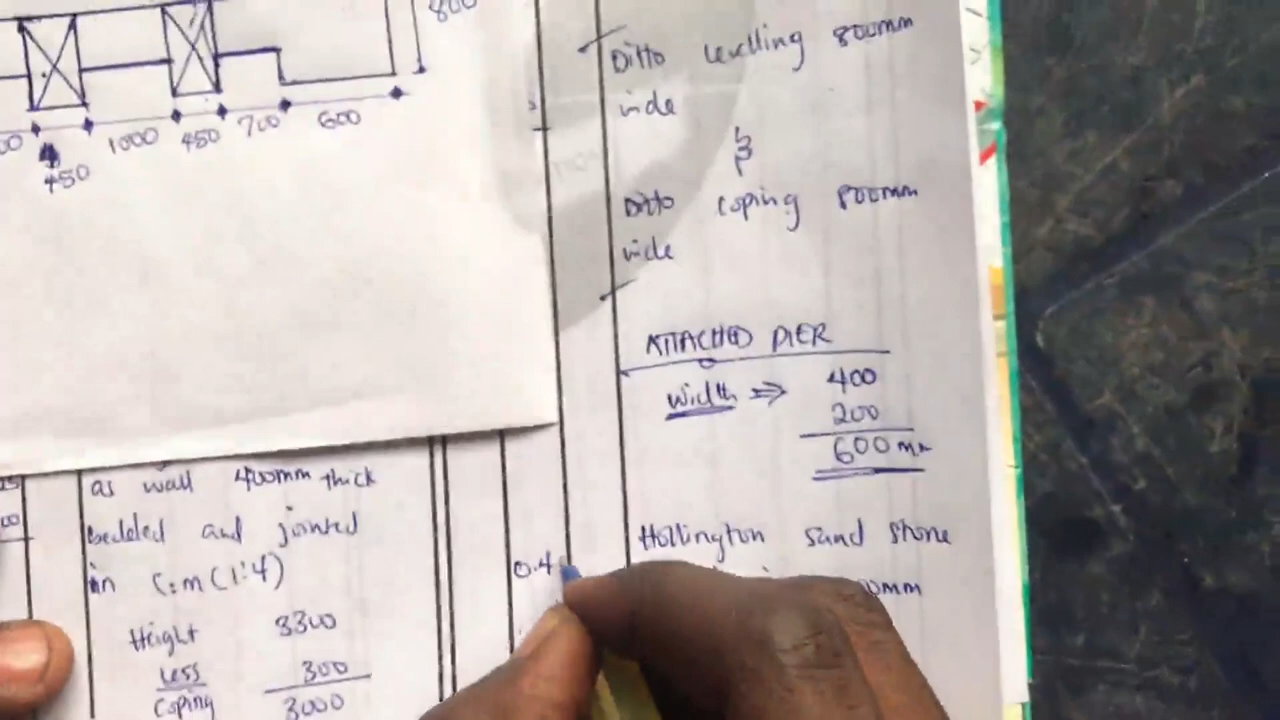 800
1000
450
700
600
450
as wall 400mm thick
bedded and jointed
in C:m(1:4)
Height 3300
Less 300
Coping 3000
Ditto levelling 800mm
wide
&
Ditto coping 800mm
wide
ATTACHED PIER
Width ⇒ 400
200
600mm
Hollington sand stone
0.4